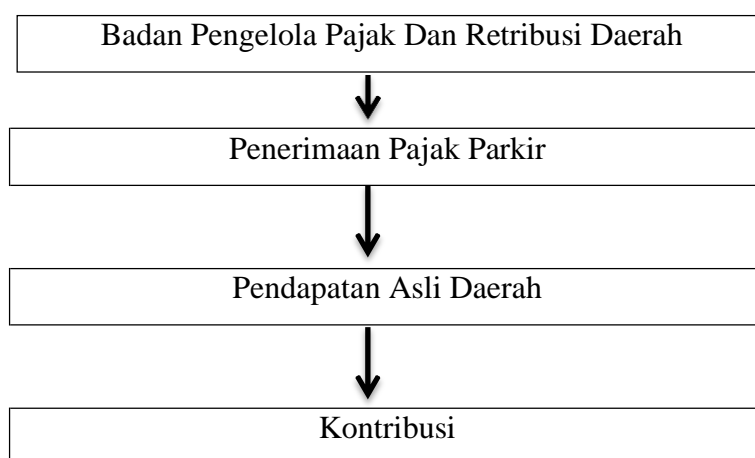 Badan Pengelola Pajak Dan Retribusi Daerah
Penerimaan Pajak Parkir
Pendapatan Asli Daerah
Kontribusi